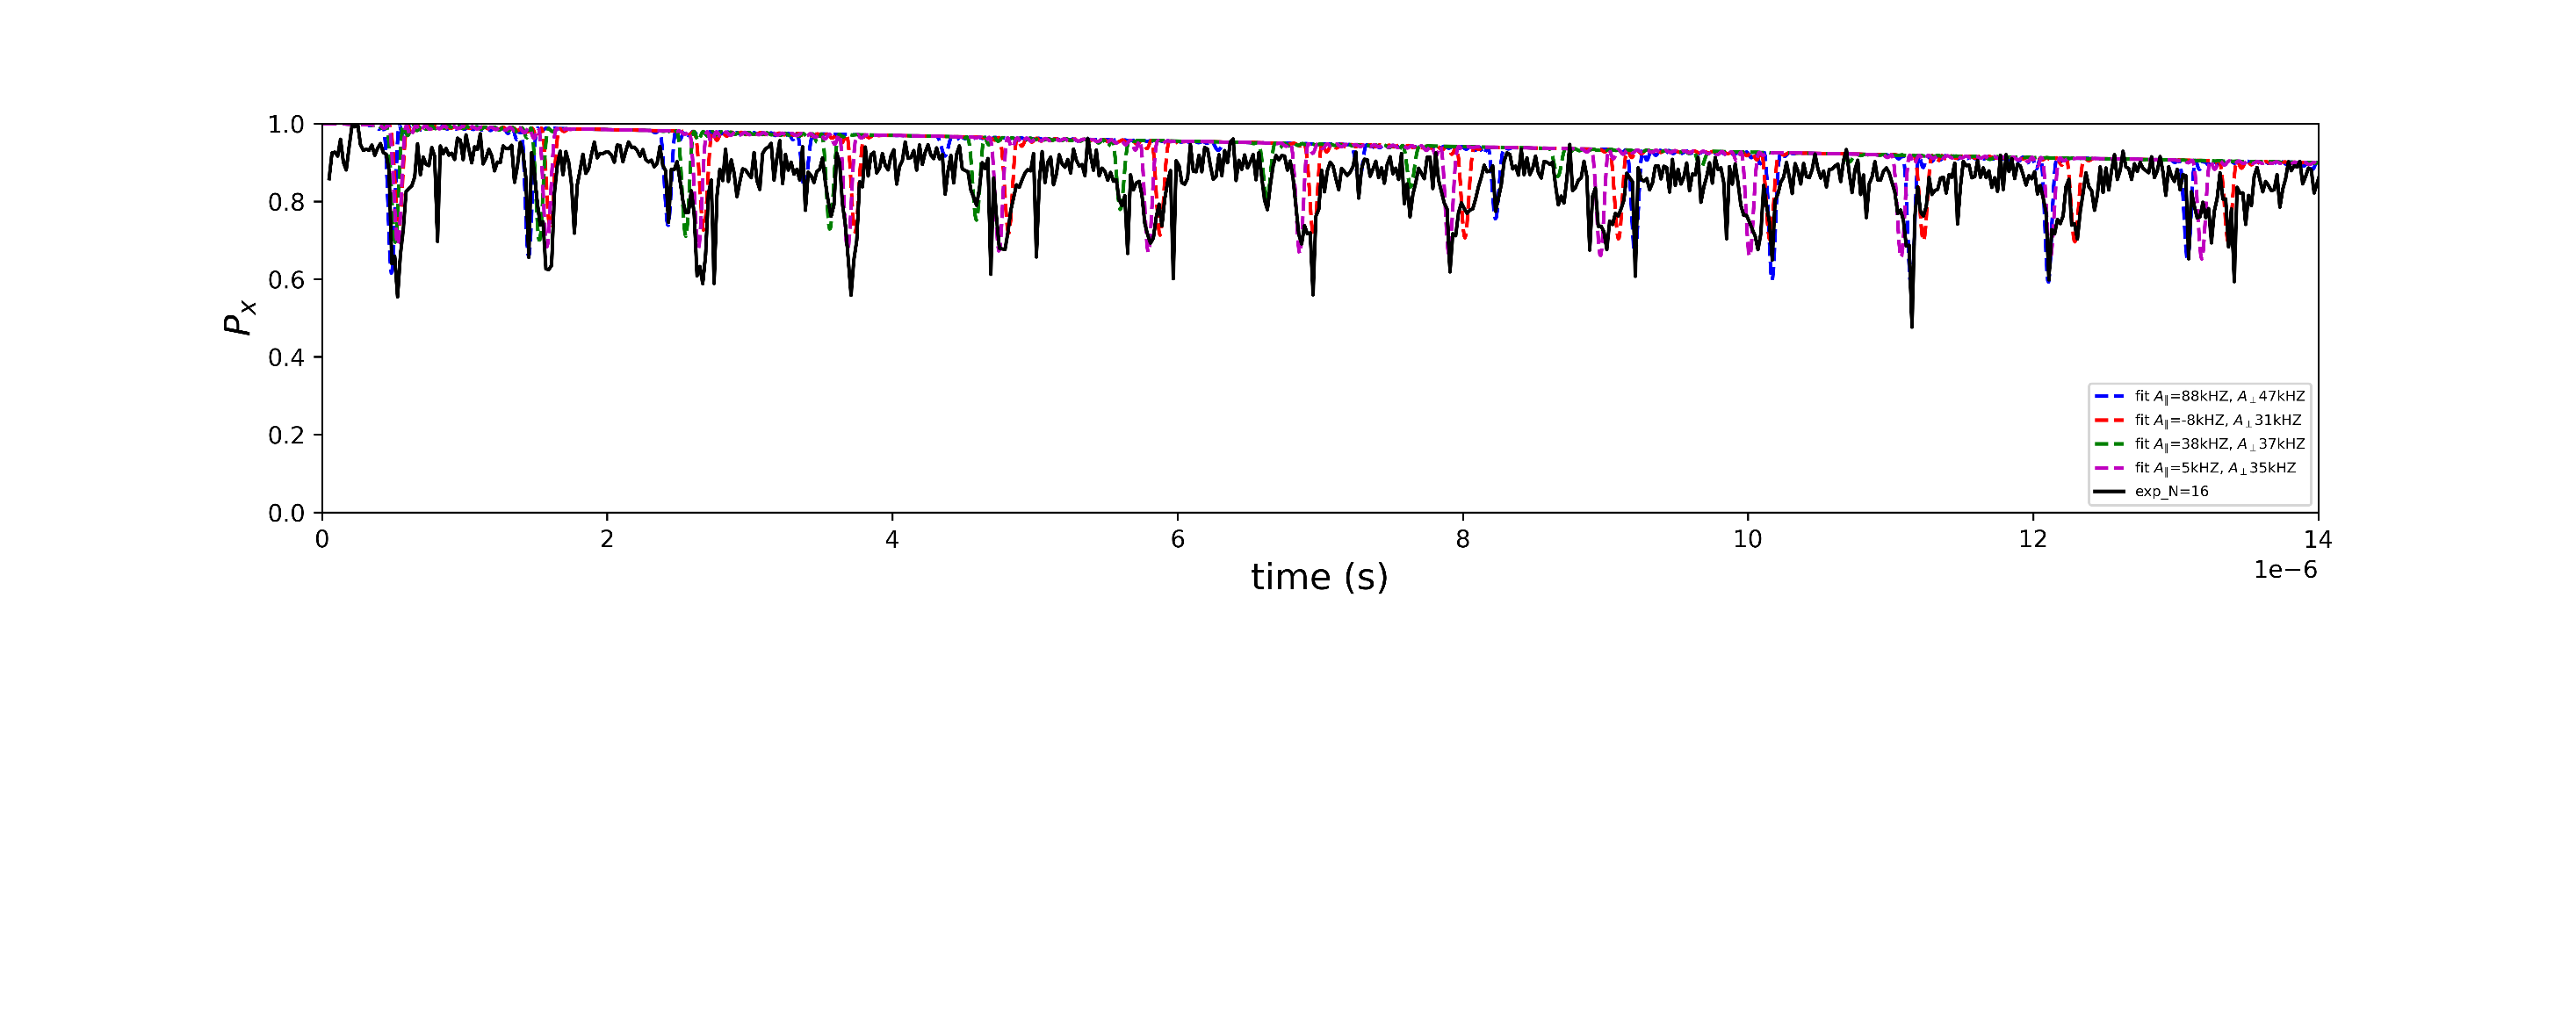 1.0
0.8
0.6
0.4
0.2
0.0
Pₓ
0 2 4 6 8 10 12 14
1e−6
time (s)
fit A∥=88kHZ, A⊥47kHZ
fit A∥=-8kHZ, A⊥31kHZ
fit A∥=38kHZ, A⊥37kHZ
fit A∥=5kHZ, A⊥35kHZ
exp_N=16